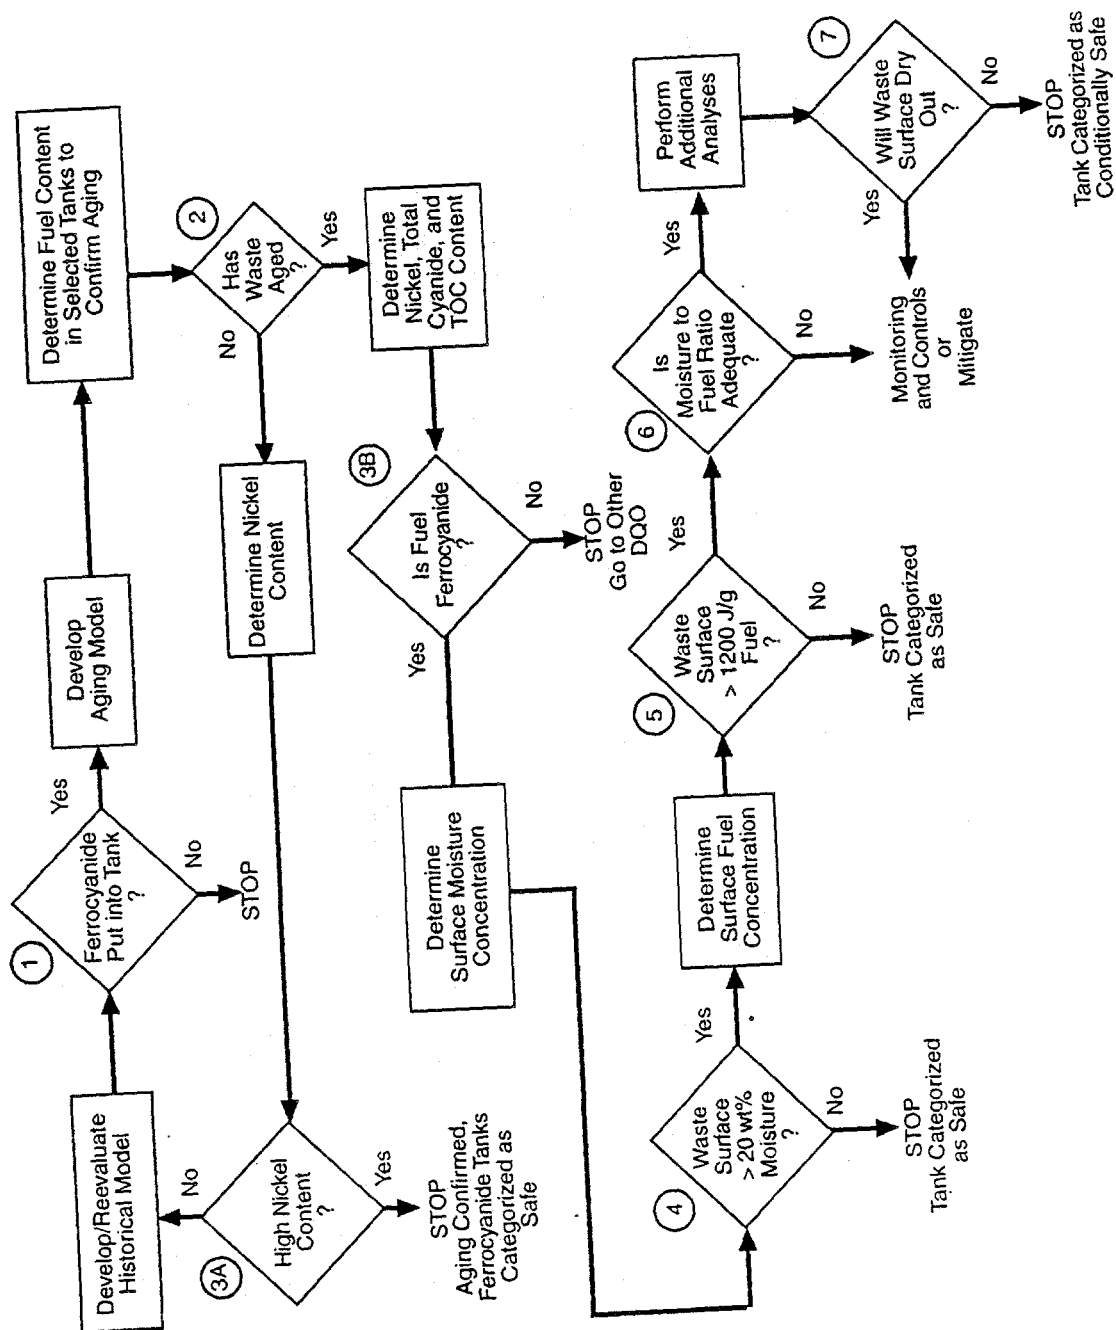 Develop/Reevaluate
Historical Model
1
Ferrocyanide
Put into Tank
?
Yes
No
STOP
Develop
Aging Model
Determine Fuel Content
in Selected Tanks to
Confirm Aging
2
Has
Waste
Aged
?
No
Yes
Determine Nickel
Content
3A
High Nickel
Content
?
No
Yes
STOP
Aging Confirmed,
Ferrocyanide Tanks
Categorized as
Safe
Determine
Nickel, Total
Cyanide, and
TOC Content
3B
Is Fuel
Ferrocyanide
?
Yes
No
STOP
Go to Other
DQO
Determine
Surface Moisture
Concentration
4
Waste
Surface
> 20 wt%
Moisture
?
Yes
No
STOP
Tank Categorized
as Safe
Determine
Surface Fuel
Concentration
5
Waste
Surface
> 1200 J/g
Fuel
?
Yes
No
STOP
Tank Categorized
as Safe
6
Is
Moisture to
Fuel Ratio
Adequate
?
Yes
No
Monitoring
and Controls
or
Mitigate
Perform
Additional
Analyses
7
Will Waste
Surface Dry
Out
?
Yes
No
STOP
Tank Categorized as
Conditionally Safe